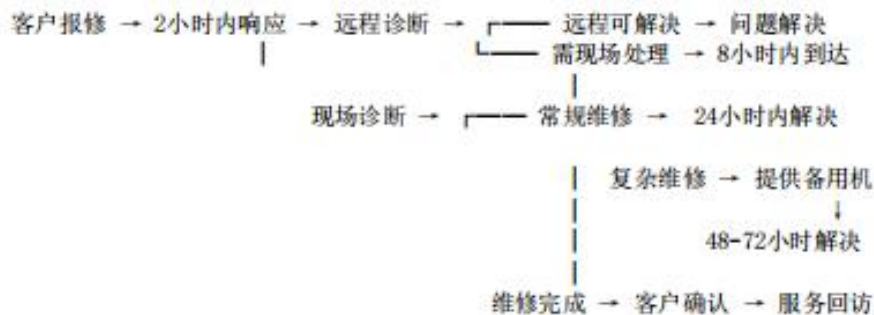 客户报修 → 2小时内响应 → 远程诊断 → ┌── 远程可解决 → 问题解决
│ └── 需现场处理 → 8小时内到达
│
现场诊断 → ┌── 常规维修 → 24小时内解决
│ 复杂维修 → 提供备用机
│ ↓
│ 48-72小时解决
│
维修完成 → 客户确认 → 服务回访